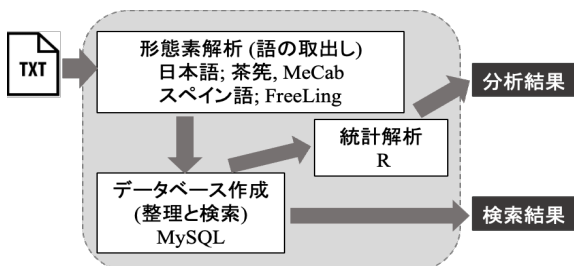 TXT
形態素解析 (語の取出し)
日本語; 茶筅, MeCab
スペイン語; FreeLing
分析結果
統計解析
R
データベース作成
(整理と検索)
MySQL
検索結果